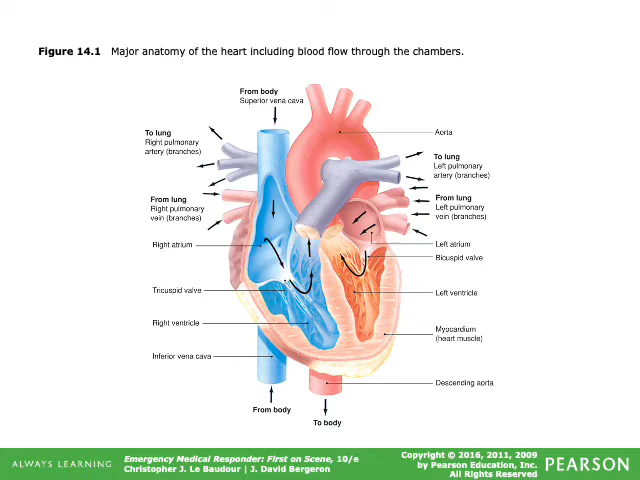 Figure 14.1 Major anatomy of the heart including blood flow through the chambers.
From body
Superior vena cava
To lung
Right pulmonary
artery (branches)
Aorta
To lung
Left pulmonary
artery (branches)
From lung
Right pulmonary
vein (branches)
From lung
Left pulmonary
vein (branches)
Right atrium
Left atrium
Bicuspid valve
Tricuspid valve
Left ventricle
Right ventricle
Myocardium
(heart muscle)
Inferior vena cava
Descending aorta
From body
To body
ALWAYS LEARNING
Emergency Medical Responder: First on Scene, 10/e
Christopher J. Le Baudour | J. David Bergeron
Copyright © 2016, 2011, 2009
by Pearson Education, Inc.
All Rights Reserved
PEARSON